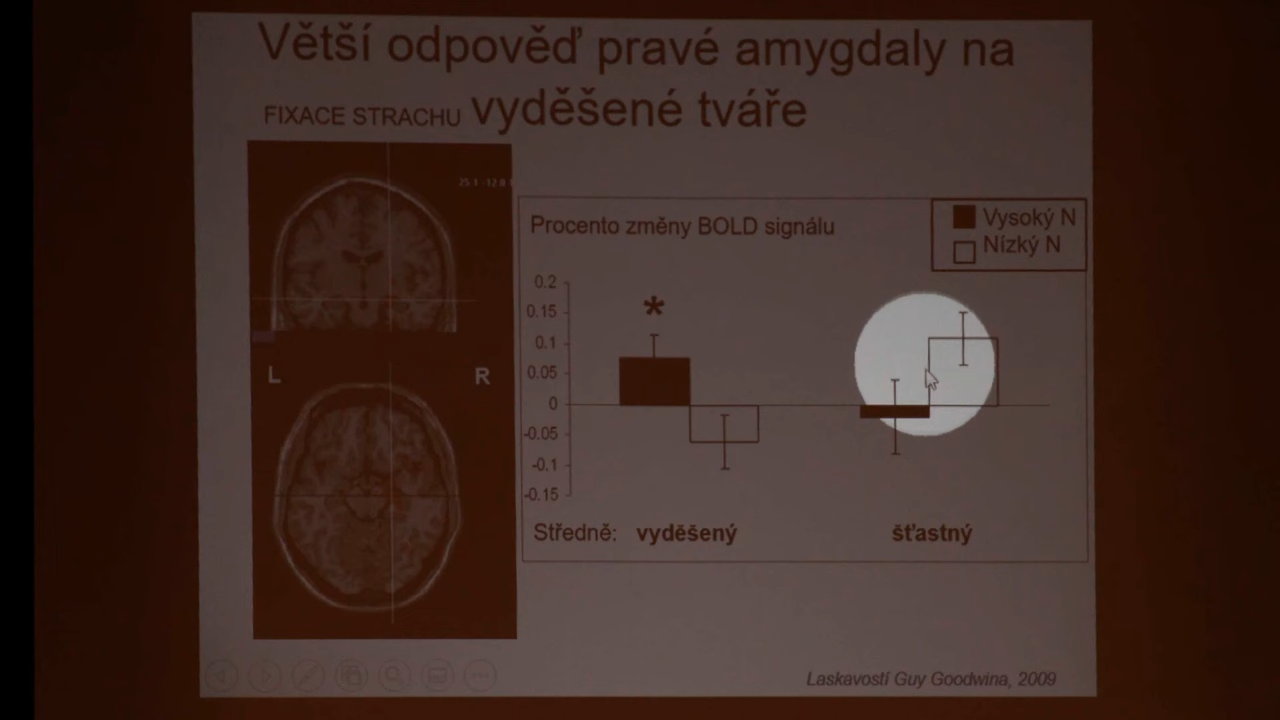 Větší odpověď pravé amygdaly na
FIXACE STRACHU vyděšené tváře
L R
Procento změny BOLD signálu
Vysoký N
Nízký N
0.2
0.15
0.1
0.05
0
-0.05
-0.1
-0.15
*
Středně: vyděšený šťastný
Laskavostí Guy Goodwina, 2009